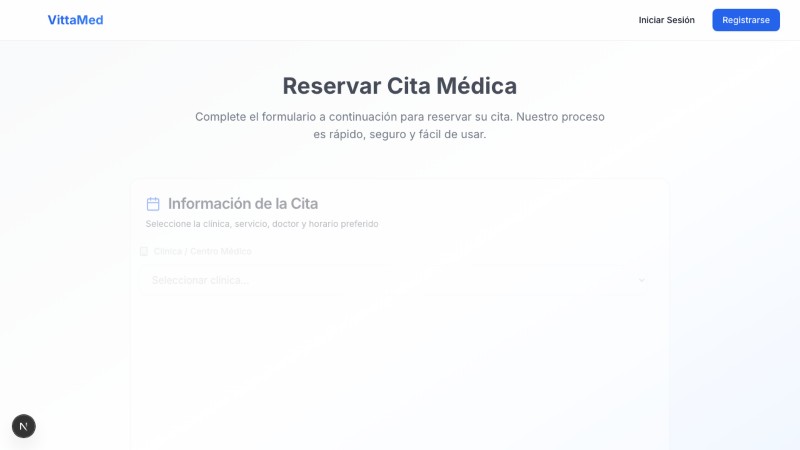 VittaMed
Iniciar Sesión
Registrarse
Reservar Cita Médica
Complete el formulario a continuación para reservar su cita. Nuestro proceso
es rápido, seguro y fácil de usar.
Información de la Cita
Seleccione la clínica, servicio, doctor y horario preferido
Clínica / Centro Médico
Seleccionar clínica...
N